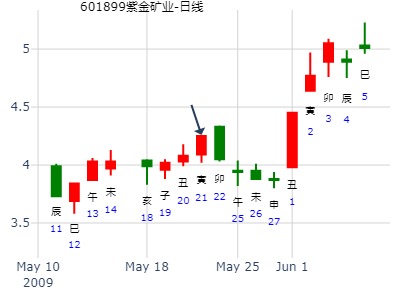 601899紫金矿业-日线
5
4.5
4
3.5
辰
11
巳
12
午
13
未
14
亥
18
子
19
丑
20
寅
21
卯
22
午
25
未
26
申
27
丑
1
寅
2
卯
3
辰
4
巳
5
May 10
2009
May 18
May 25
Jun 1